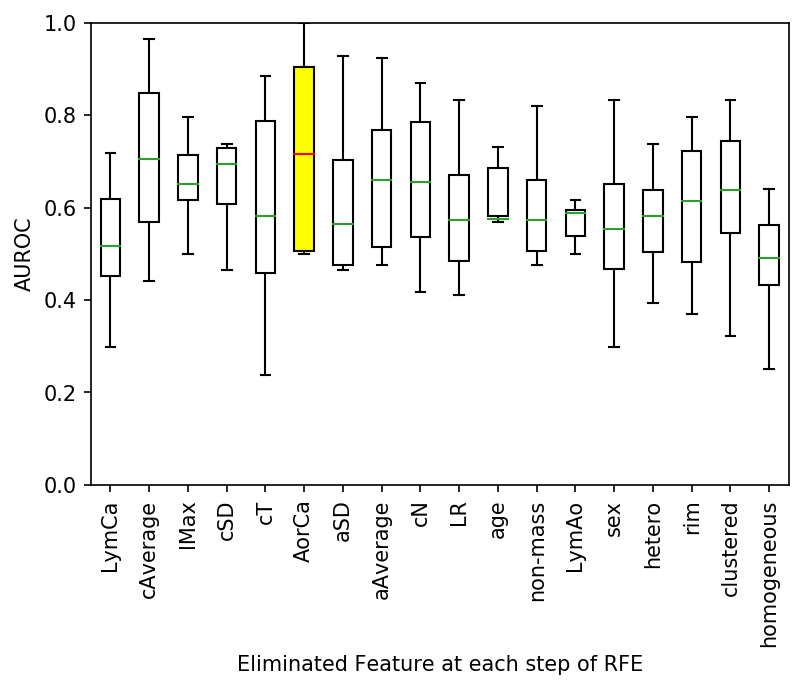 1.0
0.8
0.6
0.4
0.2
0.0
AUROC
LymCa
cAverage
lMax
cSD
cT
AorCa
aSD
aAverage
cN
LR
age
non-mass
LymAo
sex
hetero
rim
clustered
homogeneous
Eliminated Feature at each step of RFE